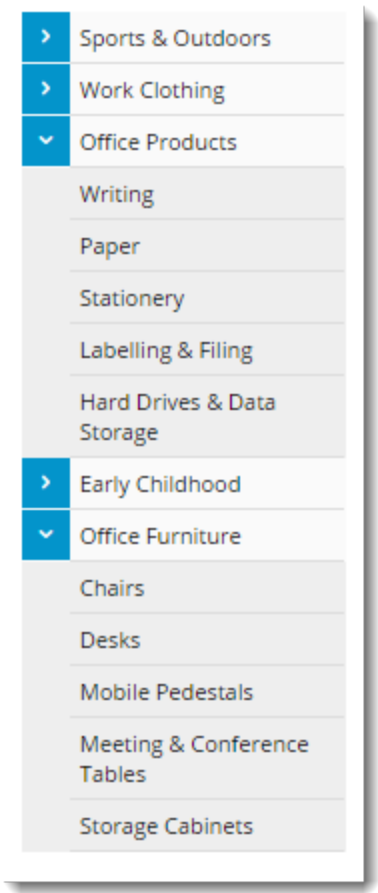 Sports & Outdoors
Work Clothing
Office Products
Writing
Paper
Stationery
Labelling & Filing
Hard Drives & Data
Storage
Early Childhood
Office Furniture
Chairs
Desks
Mobile Pedestals
Meeting & Conference
Tables
Storage Cabinets